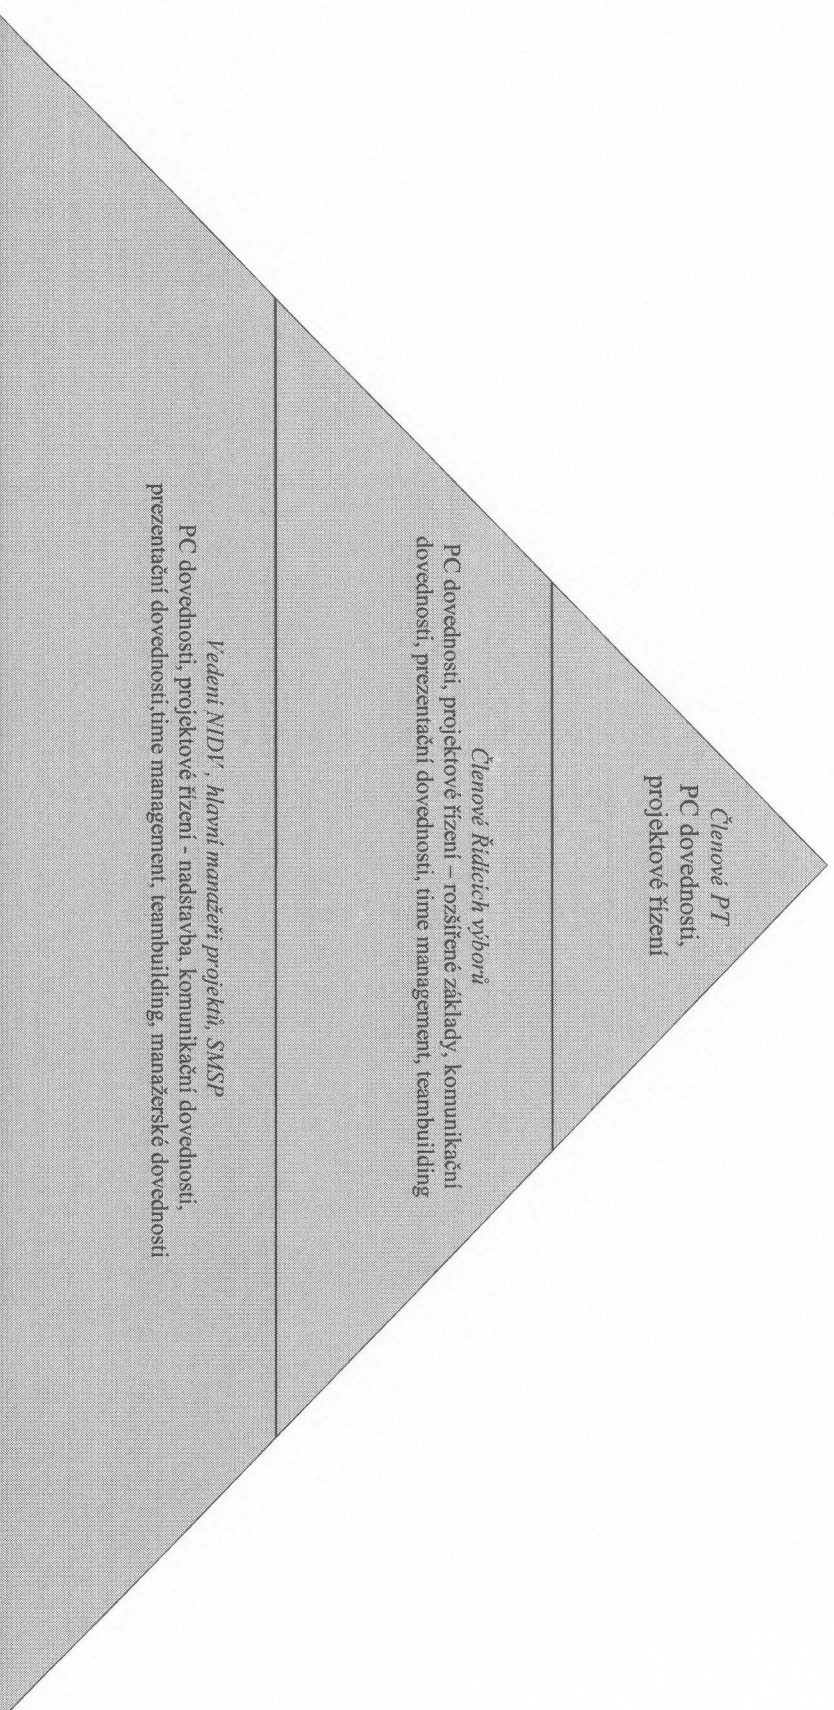 Členové PT
PC dovednosti,
projektové řízení
Členové Řídicích výborů
PC dovednosti, projektové řízení – rozšířené základy, komunikační
dovednosti, prezentační dovednosti, time management, teambuilding
Vedení NIDV , hlavní manažeři projektů, SMSP
PC dovednosti, projektové řízení - nadstavba, komunikační dovednosti,
prezentační dovednosti,time management, teambuilding, manažerské dovednosti